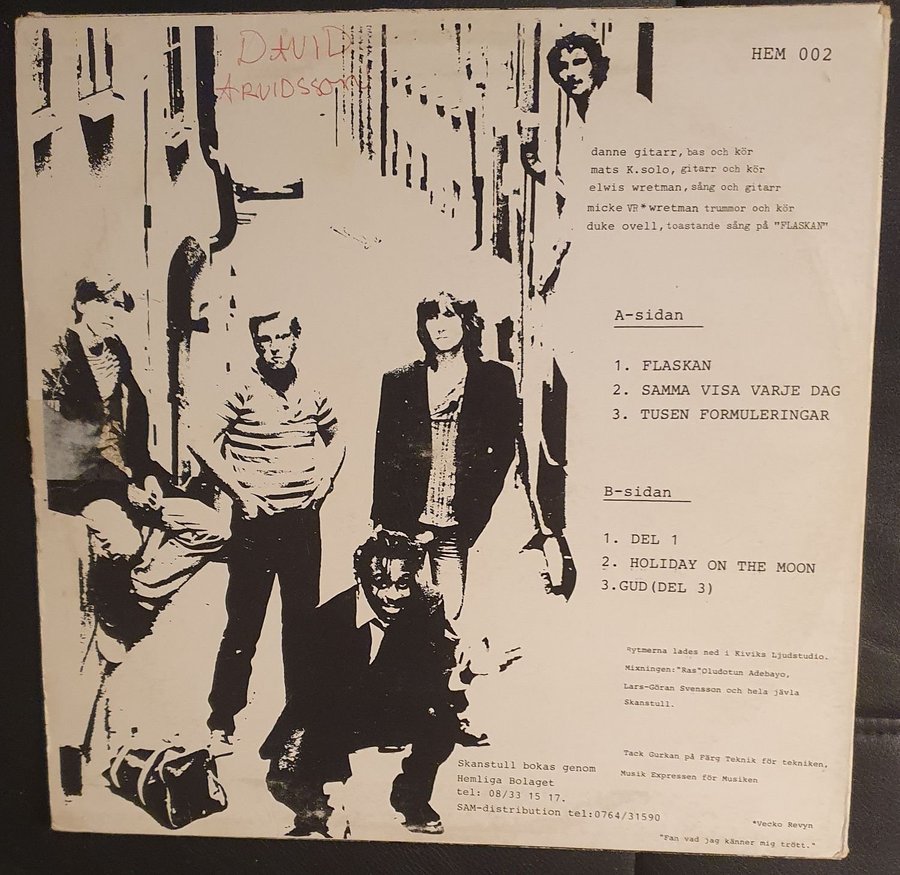 DAVID
ARVIDSSON
HEM 002
danne gitarr, bas och kör
mats K.solo, gitarr och kör
elwis wretman, sång och gitarr
micke VR*wretman trummor och kör
duke ovell, toastande sång på "FLASKAN"
A-sidan
1. FLASKAN
2. SAMMA VISA VARJE DAG
3. TUSEN FORMULERINGAR
B-sidan
1. DEL 1
2. HOLIDAY ON THE MOON
3.GUD(DEL 3)
Rytmerna lades ned i Kiviks Ljudstudio.
Mixningen:"Ras"Oludotun Adebayo,
Lars-Göran Svensson och hela jävla
Skanstull.
Tack Gurkan på Färg Teknik för tekniken,
Musik Expressen för Musiken
Skanstull bokas genom
Hemliga Bolaget
tel: 08/33 15 17.
SAM-distribution tel:0764/31590
*Vecko Revyn
"Fan vad jag känner mig trött."